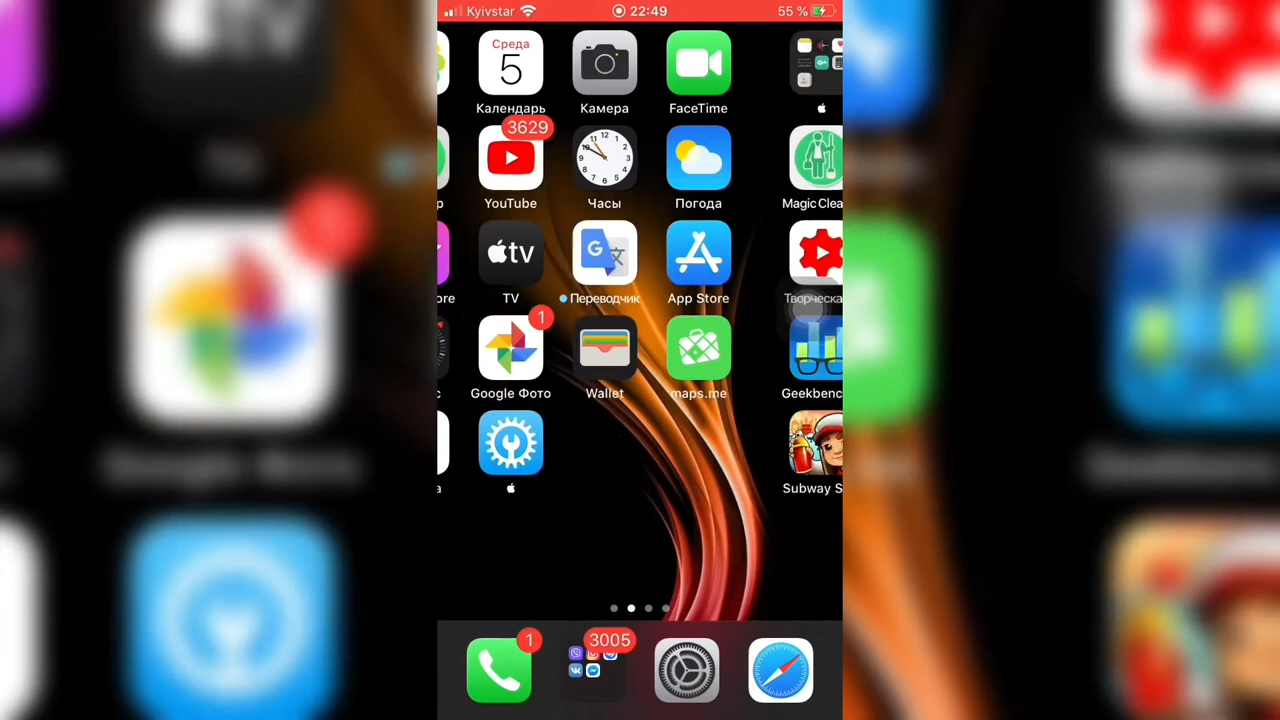 Kyivstar 22:49 55 %
Среда
5
Календарь Камера FaceTime
3629
YouTube Часы Погода Magic Clea
tv
TV Переводчик App Store Творческа
1
Google Фото Wallet maps.me Geekbenc
Subway S
1 3005